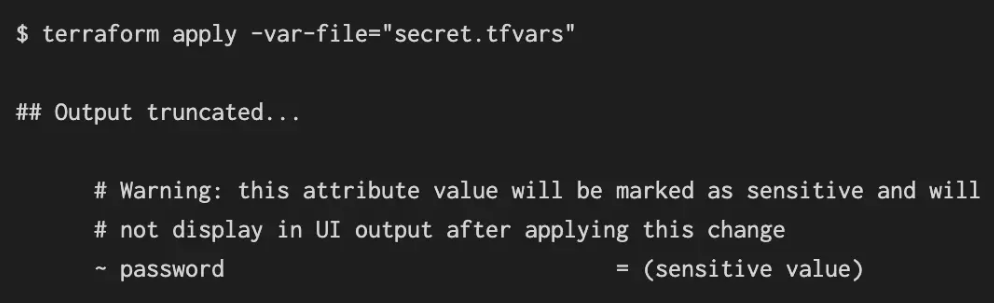 $ terraform apply -var-file="secret.tfvars"
## Output truncated...
# Warning: this attribute value will be marked as sensitive and will
# not display in UI output after applying this change
~ password = (sensitive value)